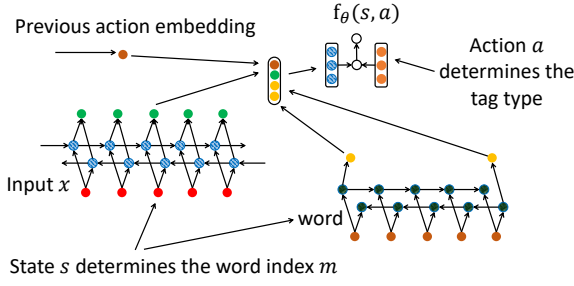 f_θ(s, a)
Previous action embedding
Action a
determines the
tag type
Input x
word
State s determines the word index m